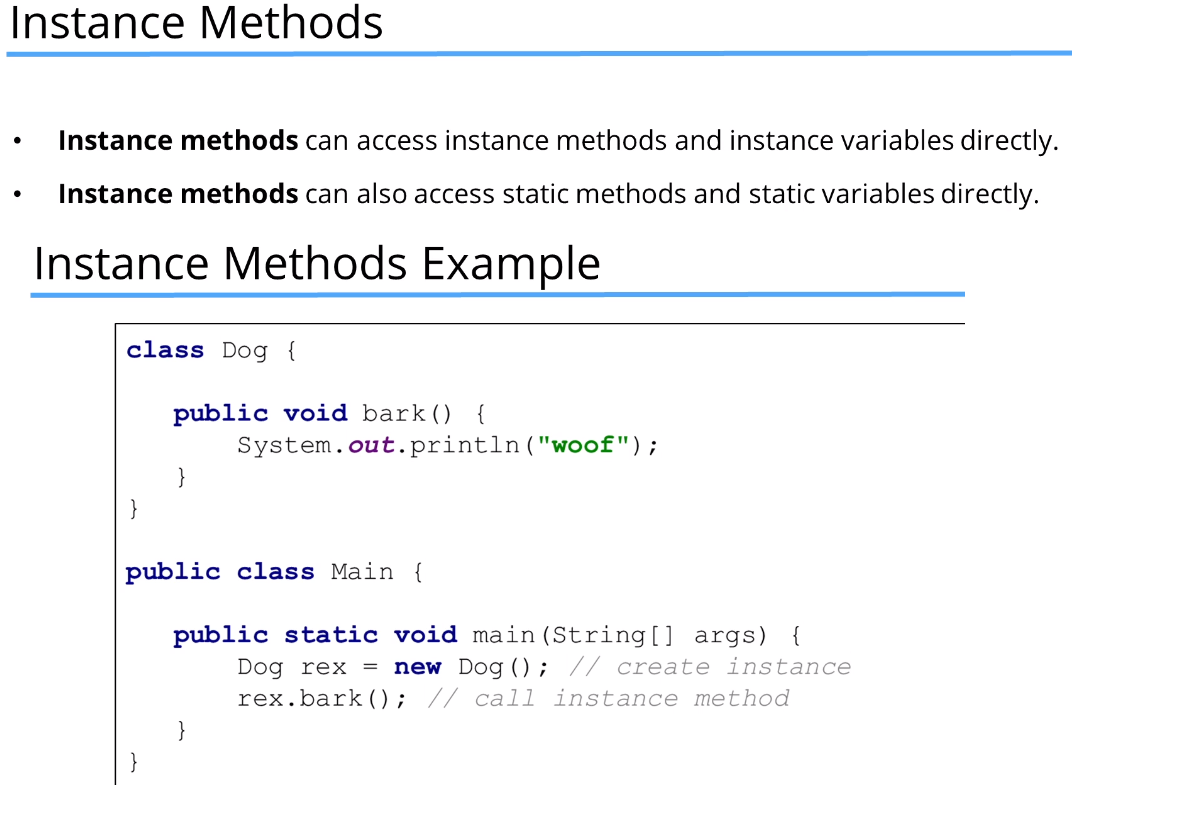 Instance Methods
• Instance methods can access instance methods and instance variables directly.
• Instance methods can also access static methods and static variables directly.
Instance Methods Example
class Dog {
public void bark() {
System.out.println("woof");
}
}
public class Main {
public static void main(String[] args) {
Dog rex = new Dog(); // create instance
rex.bark(); // call instance method
}
}